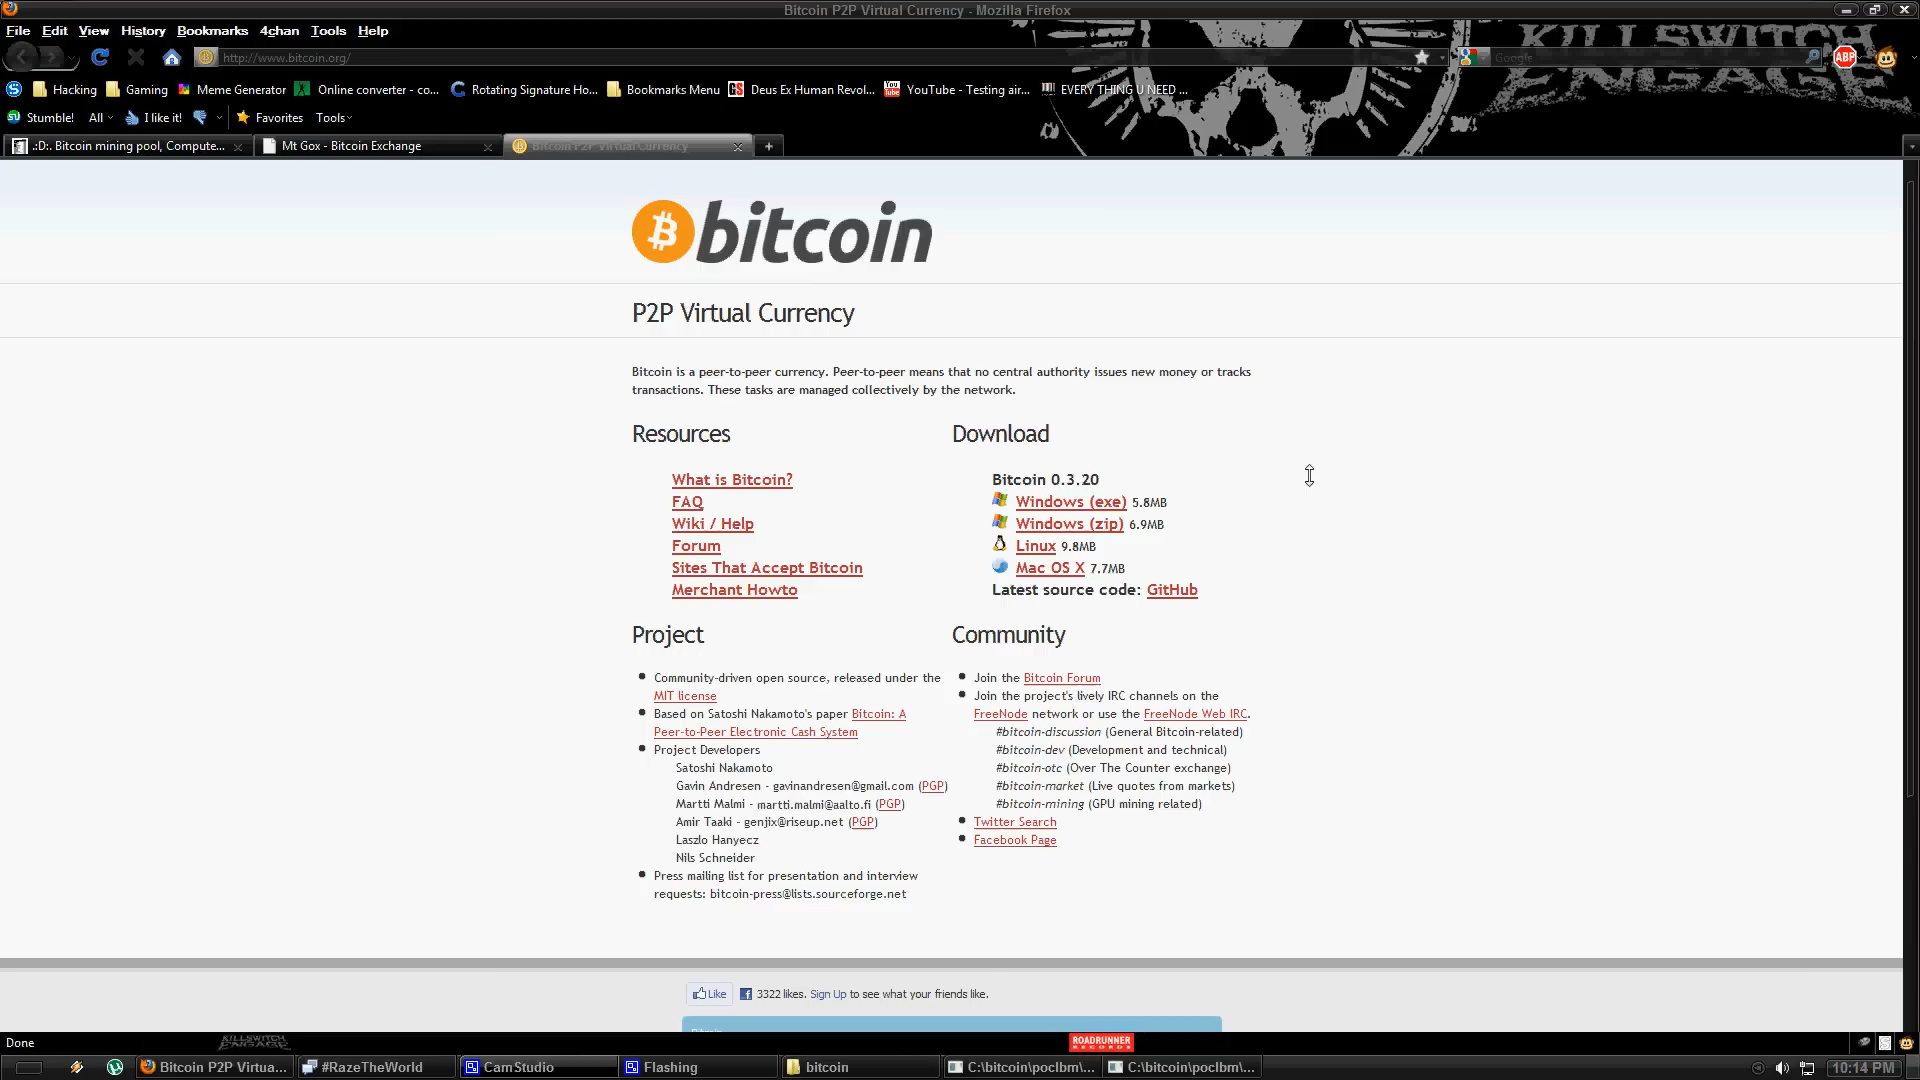 Bitcoin P2P Virtual Currency - Mozilla Firefox
File Edit View History Bookmarks 4chan Tools Help
http://www.bitcoin.org/
Google
ABP
KILLSWITCH ENGAGE
Hacking Gaming Meme Generator Online converter - co... Rotating Signature Ho... Bookmarks Menu Deus Ex Human Revol... YouTube - Testing air... EVERY THING U NEED ...
Stumble! All I like it! Favorites Tools
.:D:. Bitcoin mining pool, Compute... Mt Gox - Bitcoin Exchange Bitcoin P2P Virtual Currency
bitcoin
P2P Virtual Currency
Bitcoin is a peer-to-peer currency. Peer-to-peer means that no central authority issues new money or tracks
transactions. These tasks are managed collectively by the network.
Resources
What is Bitcoin?
FAQ
Wiki / Help
Forum
Sites That Accept Bitcoin
Merchant Howto
Download
Bitcoin 0.3.20
Windows (exe) 5.8MB
Windows (zip) 6.9MB
Linux 9.8MB
Mac OS X 7.7MB
Latest source code: GitHub
Project
Community-driven open source, released under the
MIT license
Based on Satoshi Nakamoto's paper Bitcoin: A
Peer-to-Peer Electronic Cash System
Project Developers
Satoshi Nakamoto
Gavin Andresen - gavinandresen@gmail.com (PGP)
Martti Malmi - martti.malmi@aalto.fi (PGP)
Amir Taaki - genjix@riseup.net (PGP)
Laszlo Hanyecz
Nils Schneider
Press mailing list for presentation and interview
requests: bitcoin-press@lists.sourceforge.net
Community
Join the Bitcoin Forum
Join the project's lively IRC channels on the
FreeNode network or use the FreeNode Web IRC.
#bitcoin-discussion (General Bitcoin-related)
#bitcoin-dev (Development and technical)
#bitcoin-otc (Over The Counter exchange)
#bitcoin-market (Live quotes from markets)
#bitcoin-mining (GPU mining related)
Twitter Search
Facebook Page
Like 3322 likes. Sign Up to see what your friends like.
Bitcoin
Done
KILLSWITCH ENGAGE
ROADRUNNER RECORDS
Bitcoin P2P Virtua... #RazeTheWorld CamStudio Flashing bitcoin C:\bitcoin\poclbm\... C:\bitcoin\poclbm\... 10:14 PM